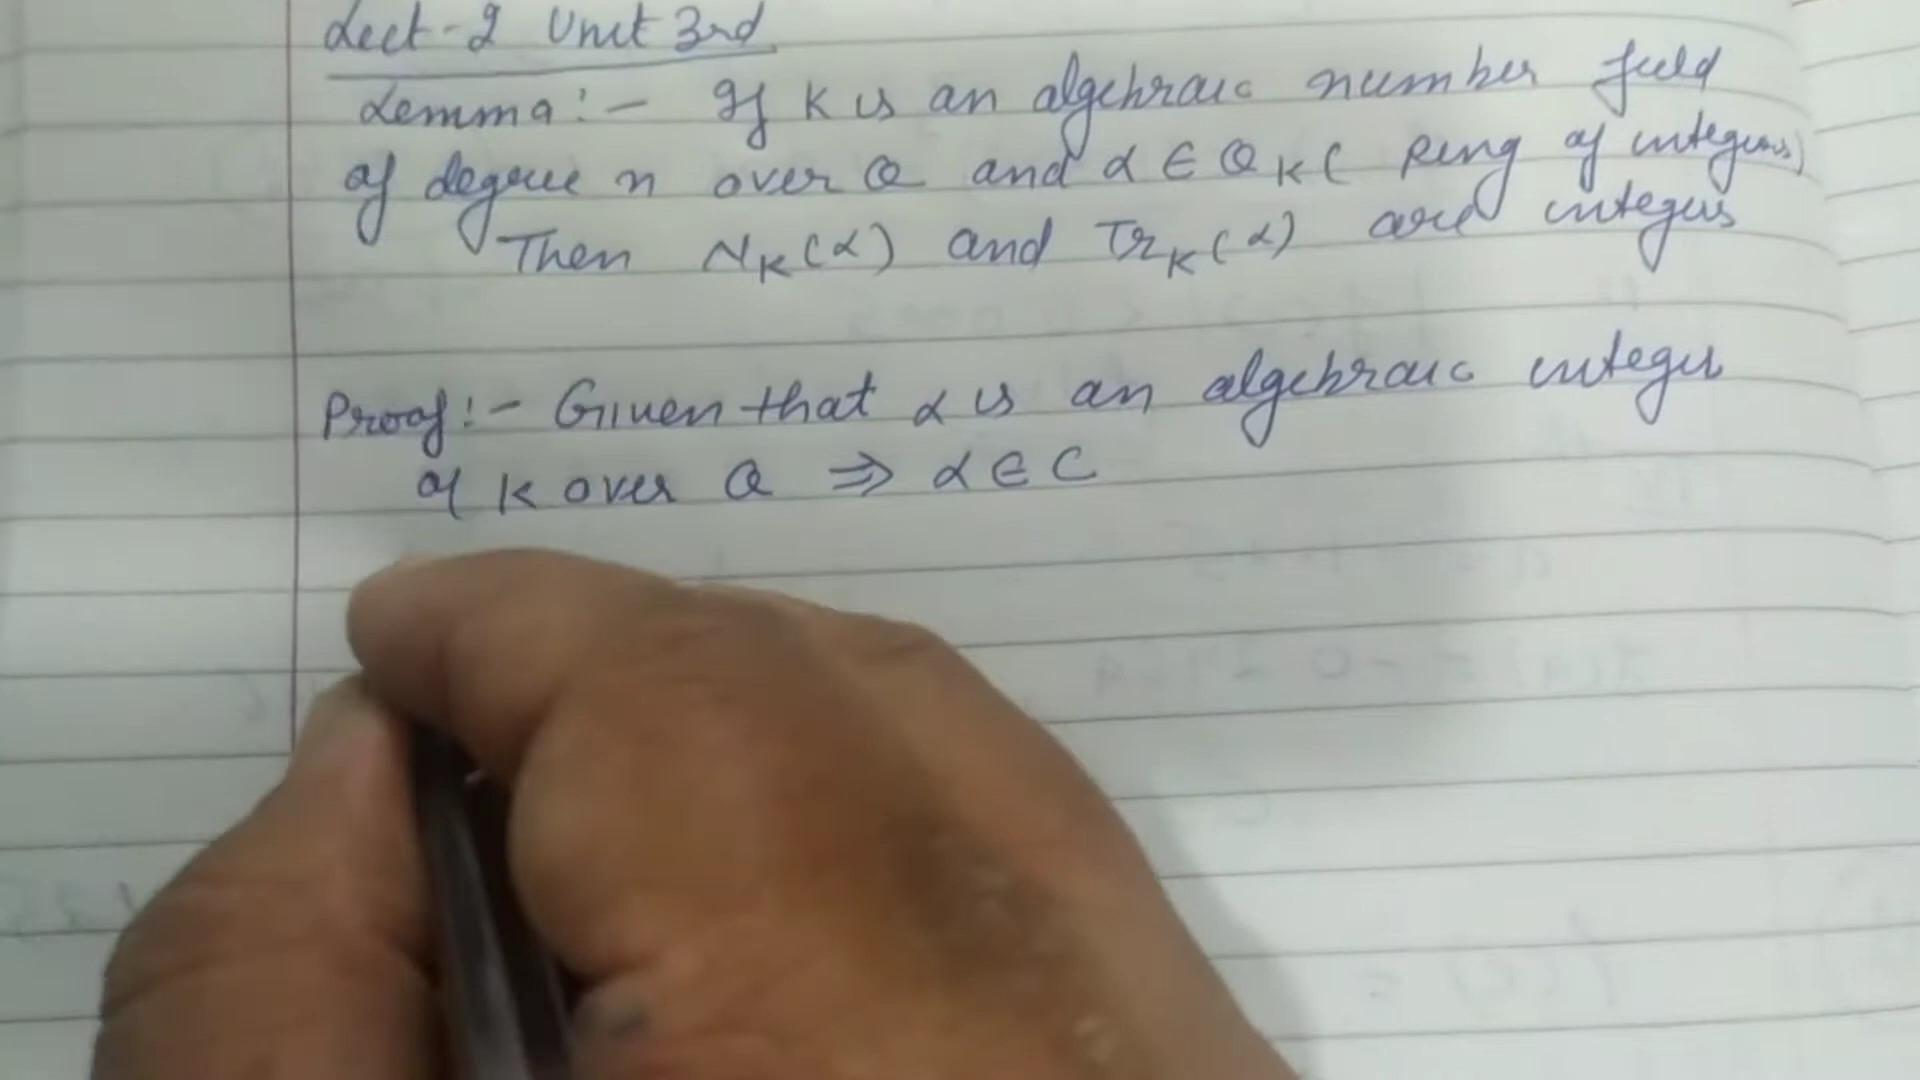 Lect-2 Unit 3rd
Lemma:- If K is an algebraic number field
of degree n over Q and α ∈ O_K ( Ring of integers)
Then N_K(α) and Tr_K(α) are integers
Proof:- Given that α is an algebraic integer
of K over Q ⇒ α ∈ C